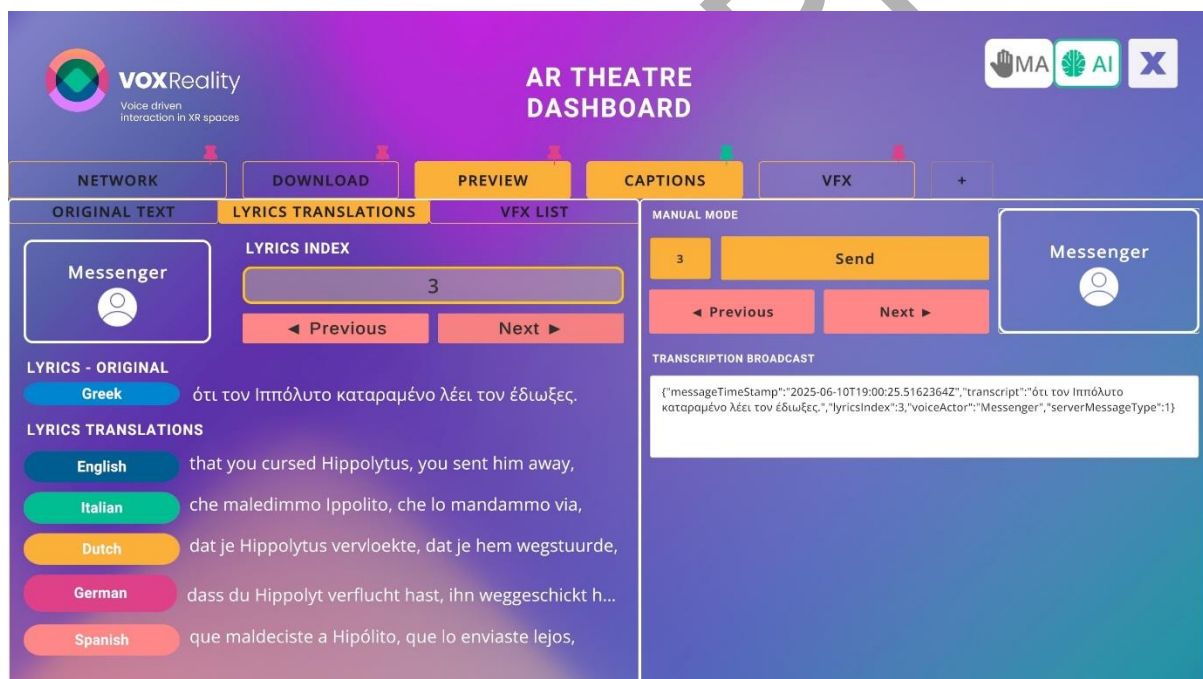 VOXReality
Voice driven
interaction in XR spaces
AR THEATRE
DASHBOARD
MA
AI
X
NETWORK
DOWNLOAD
PREVIEW
CAPTIONS
VFX
+
ORIGINAL TEXT
LYRICS TRANSLATIONS
VFX LIST
Messenger
LYRICS INDEX
3
◄ Previous
Next ►
LYRICS - ORIGINAL
Greek ότι τον Ιππόλυτο καταραμένο λέει τον έδιωξες.
LYRICS TRANSLATIONS
English that you cursed Hippolytus, you sent him away,
Italian che maledimmo Ippolito, che lo mandammo via,
Dutch dat je Hippolytus vervloekte, dat je hem wegstuurde,
German dass du Hippolyt verflucht hast, ihn weggeschickt h...
Spanish que maldeciste a Hipólito, que lo enviaste lejos,
MANUAL MODE
3
Send
◄ Previous
Next ►
Messenger
TRANSCRIPTION BROADCAST
{"messageTimeStamp":"2025-06-10T19:00:25.5162364Z","transcript":"ότι τον Ιππόλυτο
καταραμένο λέει τον έδιωξες.","lyricsIndex":3,"voiceActor":"Messenger","serverMessageType":1}